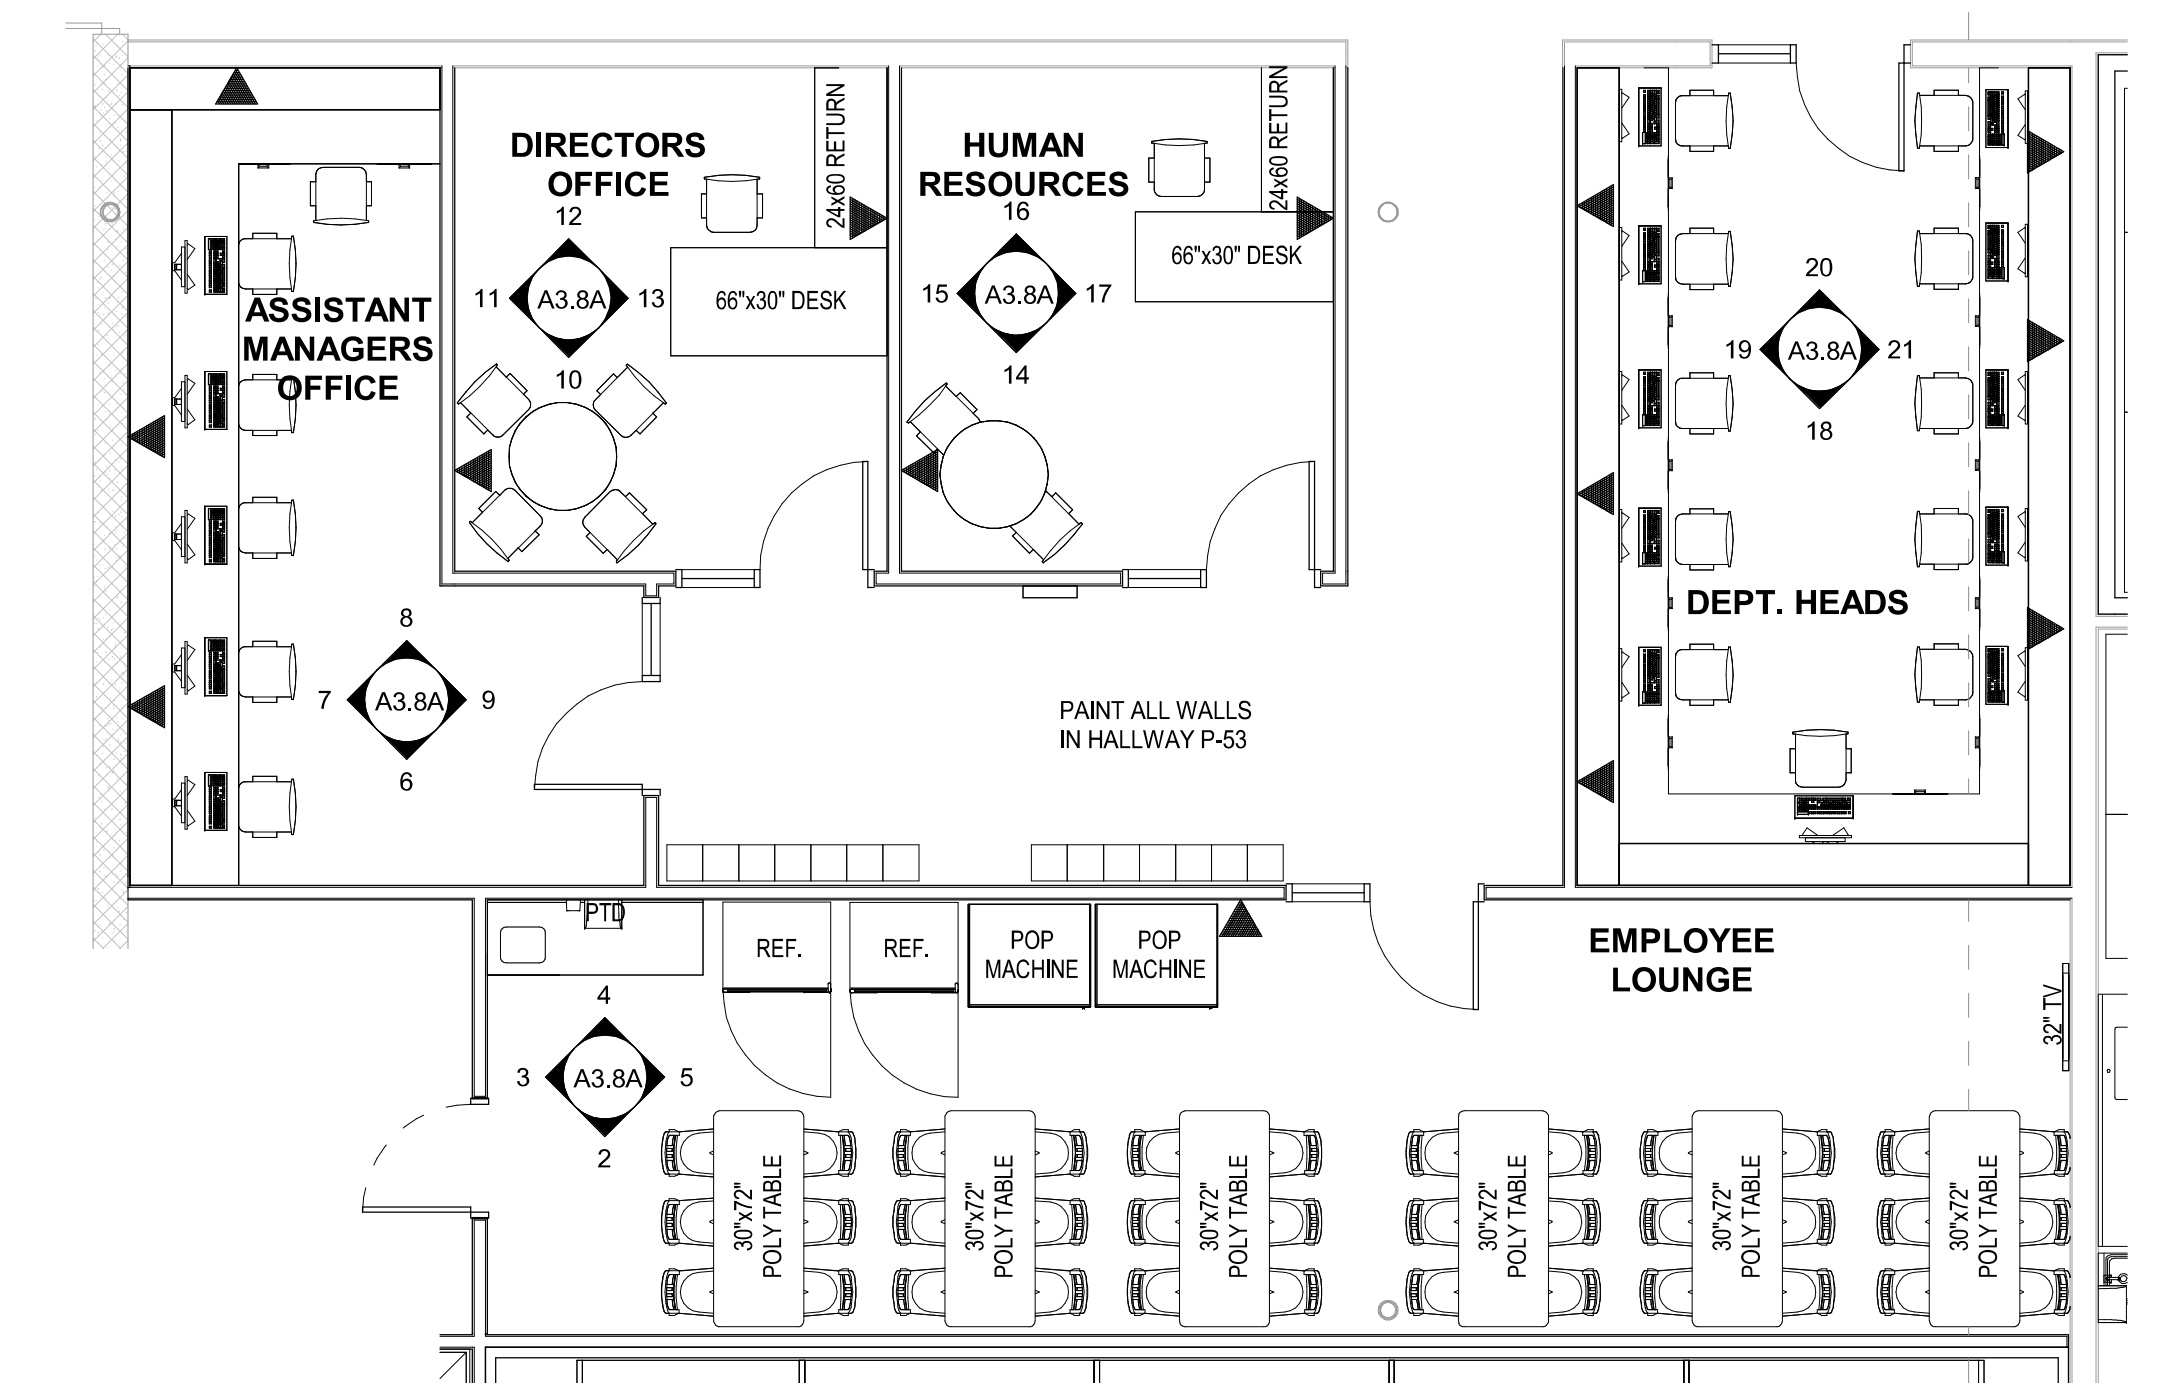 DIRECTORS
OFFICE
12
11
A3.8A
13
10
24x60 RETURN
66"x30" DESK
HUMAN
RESOURCES
16
15
A3.8A
17
14
24x60 RETURN
66"x30" DESK
20
19
A3.8A
21
18
DEPT. HEADS
ASSISTANT
MANAGERS
OFFICE
8
7
A3.8A
9
6
PAINT ALL WALLS
IN HALLWAY P-53
PTD
REF.
REF.
POP
MACHINE
POP
MACHINE
EMPLOYEE
LOUNGE
32" TV
4
3
A3.8A
5
2
30"x72"
POLY TABLE
30"x72"
POLY TABLE
30"x72"
POLY TABLE
30"x72"
POLY TABLE
30"x72"
POLY TABLE
30"x72"
POLY TABLE